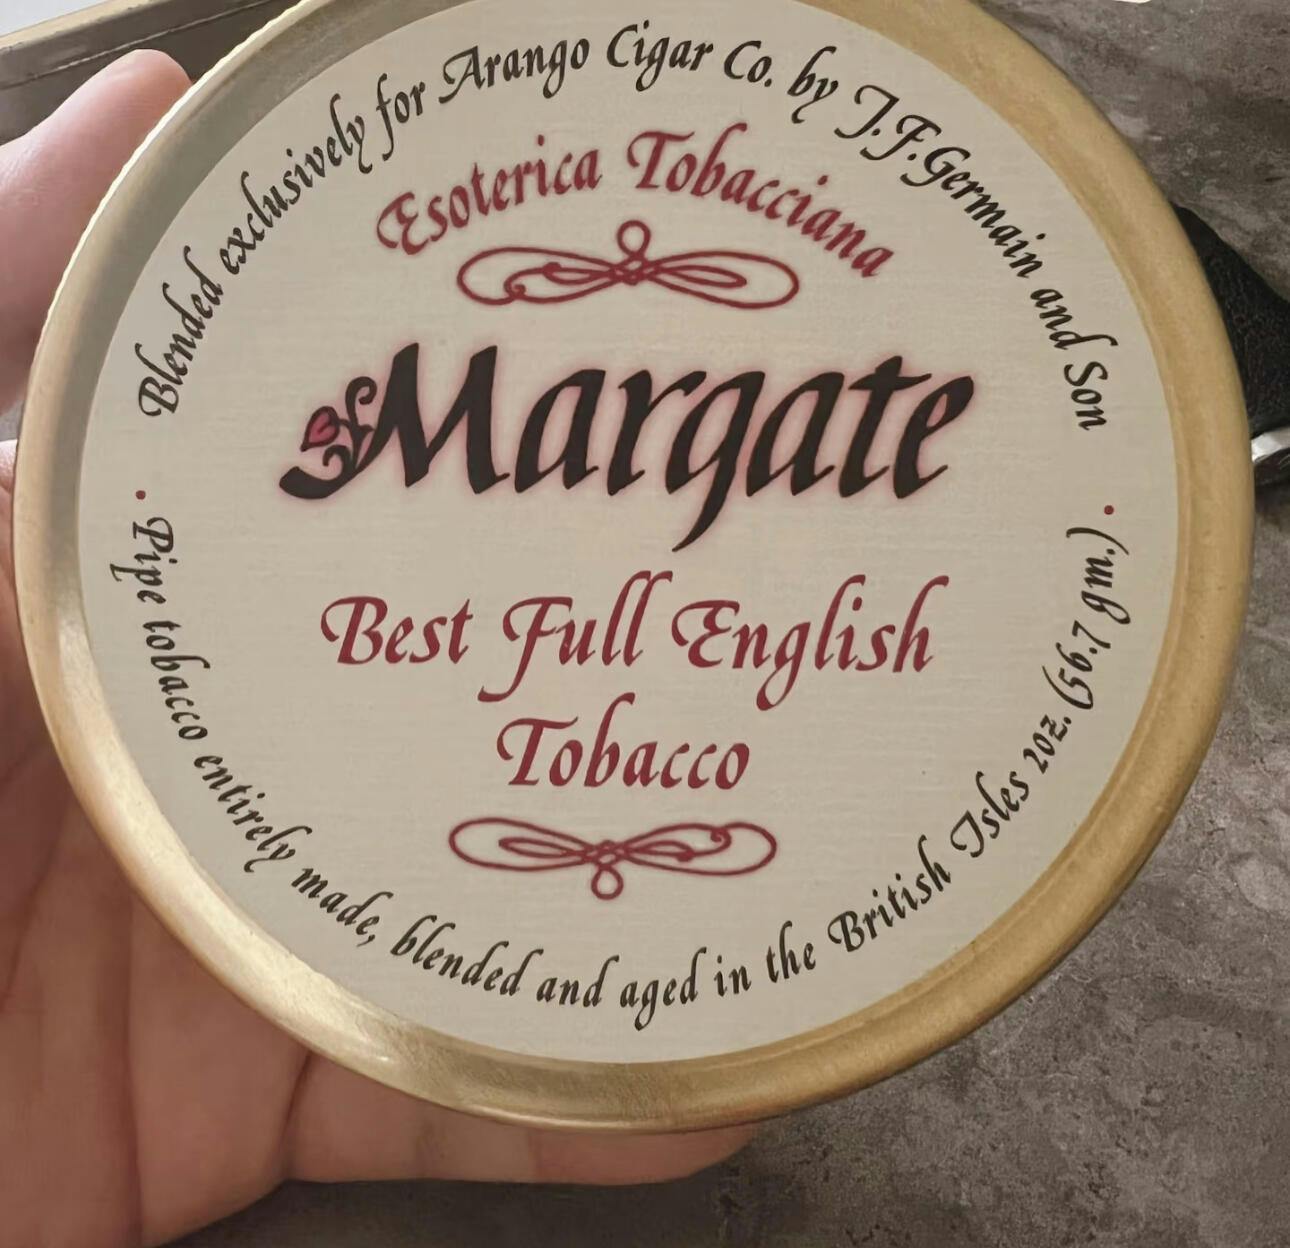 Blended exclusively for Arango Cigar Co. by J.F.Germain and Son
Esoterica Tobacciana
Margate
Best Full English
Tobacco
• Pipe tobacco entirely made, blended and aged in the British Isles 2oz. (56.7 gm.) •